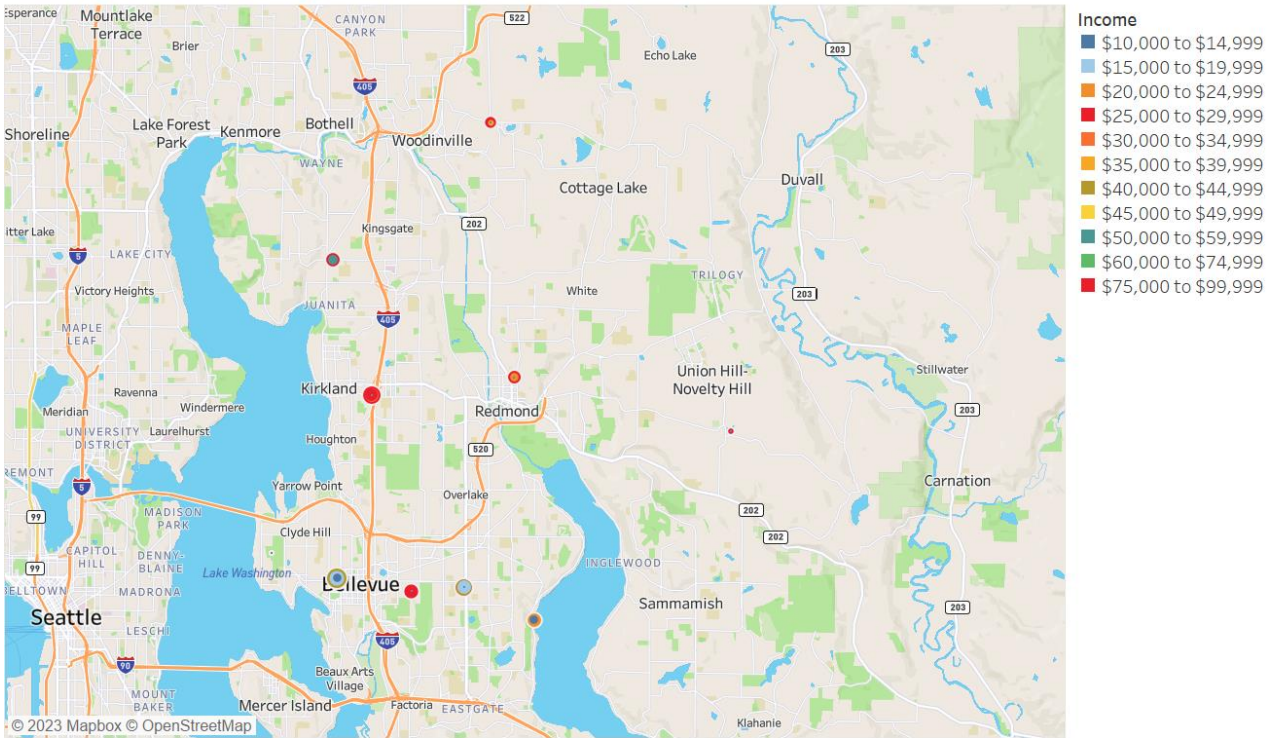 Esperance
Mountlake
Terrace
Brier
CANYON
PARK
522
203
Echo Lake
405
Shoreline
Lake Forest
Park
Kenmore
Bothell
Woodinville
WAYNE
Cottage Lake
Duvall
itter Lake
5
LAKE CITY
Kingsgate
202
TRILOGY
Victory Heights
White
203
JUANITA
405
MAPLE
LEAF
Union Hill-
Novelty Hill
Stillwater
Kirkland
Ravenna
Meridian
Windermere
Redmond
203
UNIVERSITY
DISTRICT
Laurelhurst
Houghton
520
REMONT
5
Yarrow Point
Overlake
Carnation
99
MADISON
PARK
202
202
Clyde Hill
CAPITOL
HILL
DENNY-
BLAINE
99
Lake Washington
INGLEWOOD
BELLTOWN
MADRONA
Bellevue
Sammamish
203
Seattle
LESCHI
405
90
Beaux Arts
Village
MOUNT
BAKER
Mercer Island
Factoria
EASTGATE
Klahanie
© 2023 Mapbox © OpenStreetMap
Income
$10,000 to $14,999
$15,000 to $19,999
$20,000 to $24,999
$25,000 to $29,999
$30,000 to $34,999
$35,000 to $39,999
$40,000 to $44,999
$45,000 to $49,999
$50,000 to $59,999
$60,000 to $74,999
$75,000 to $99,999